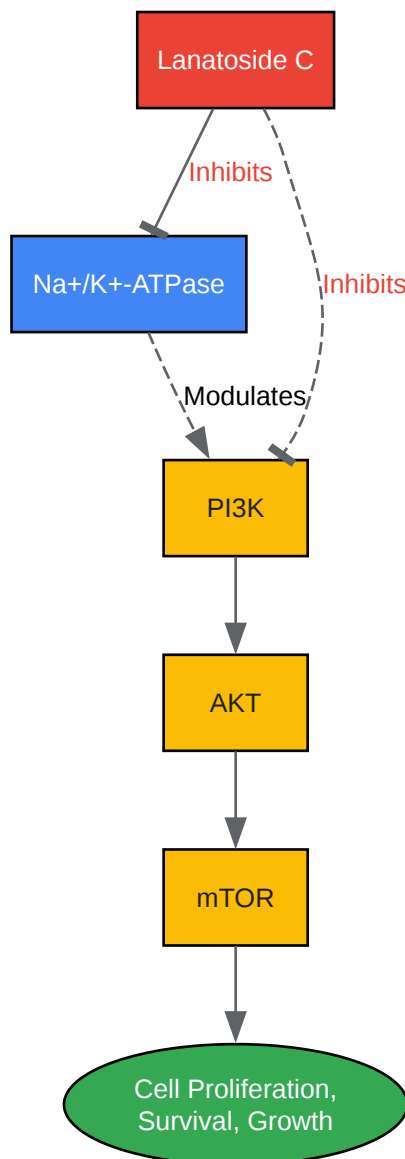 Lanatoside C
Inhibits
Na+/K+-ATPase
Inhibits
Modulates
PI3K
AKT
mTOR
Cell Proliferation,
Survival, Growth